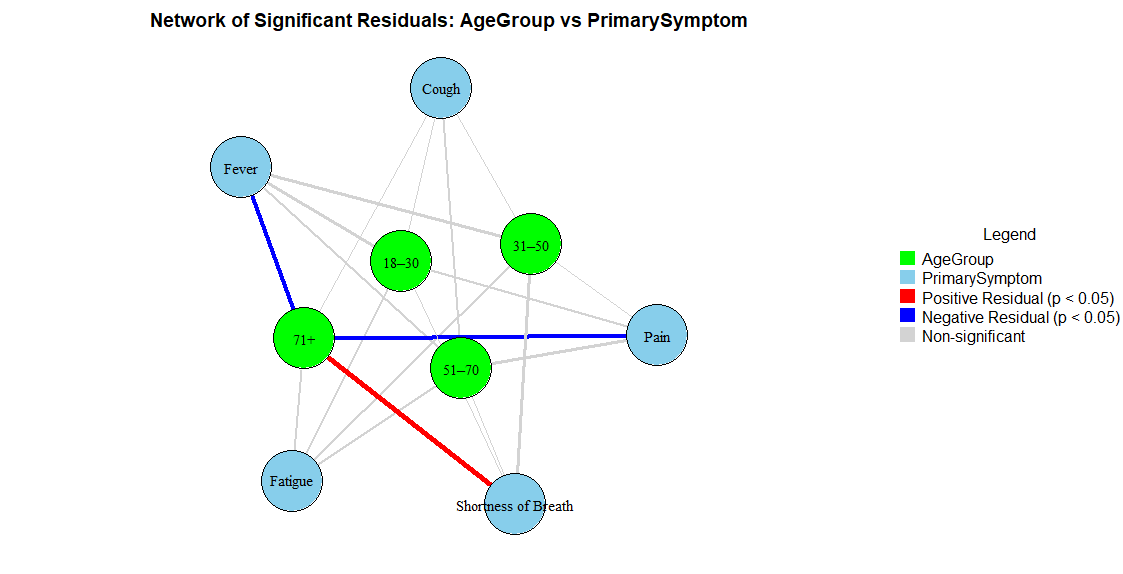 Network of Significant Residuals: AgeGroup vs PrimarySymptom
Cough
Fever
31–50
18–30
71+
Pain
51–70
Fatigue
Shortness of Breath
Legend
AgeGroup
PrimarySymptom
Positive Residual (p < 0.05)
Negative Residual (p < 0.05)
Non-significant